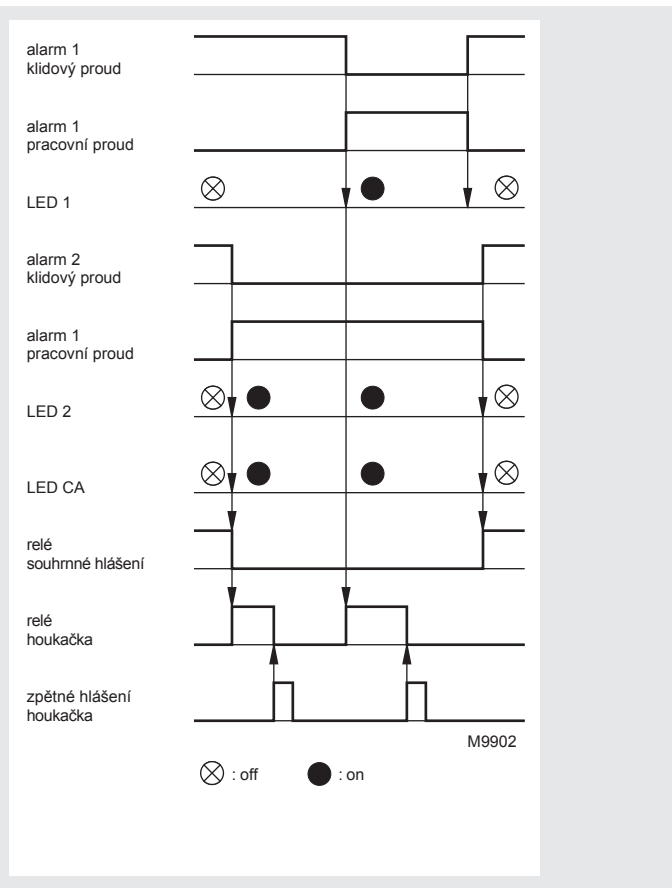 alarm 1
klidový proud
alarm 1
pracovní proud
LED 1
alarm 2
klidový proud
alarm 1
pracovní proud
LED 2
LED CA
relé
souhrnné hlášení
relé
houkačka
zpětné hlášení
houkačka
M9902
: off : on